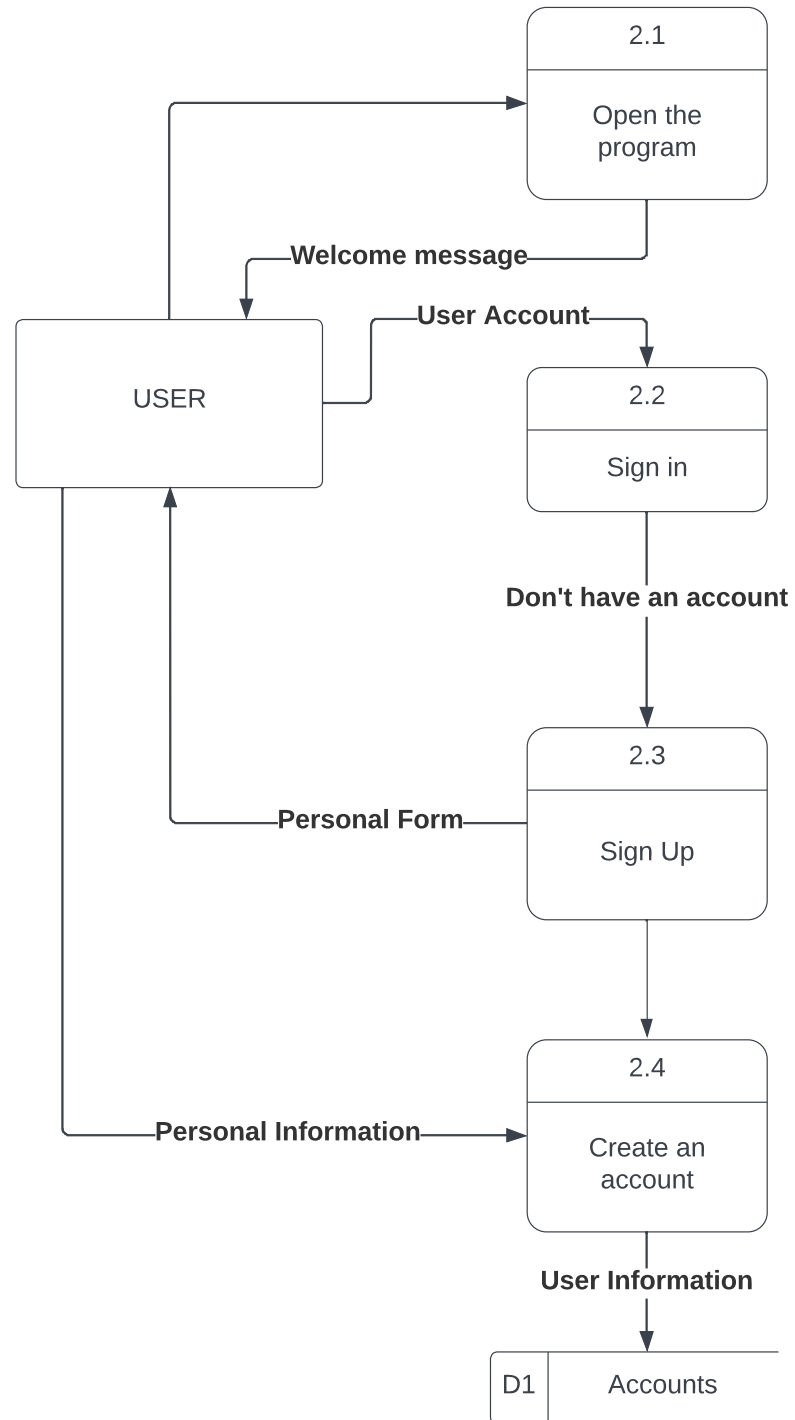 2.1
Open the
program
Welcome message
User Account
USER
2.2
Sign in
Don't have an account
2.3
Personal Form
Sign Up
2.4
Personal Information
Create an
account
User Information
D1
Accounts